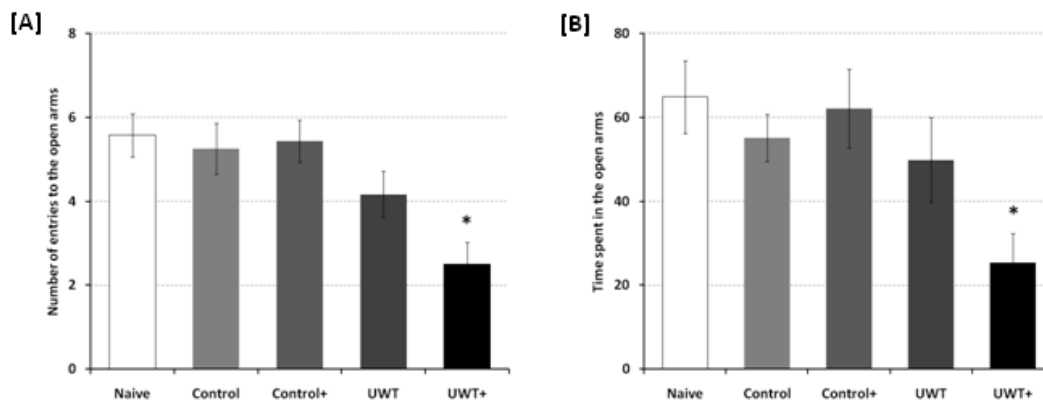 [A]
Number of entries to the open arms
8
6
4
2
0
*
Naive Control Control+ UWT UWT+
[B]
Time spent in the open arms
80
60
40
20
0
*
Naive Control Control+ UWT UWT+